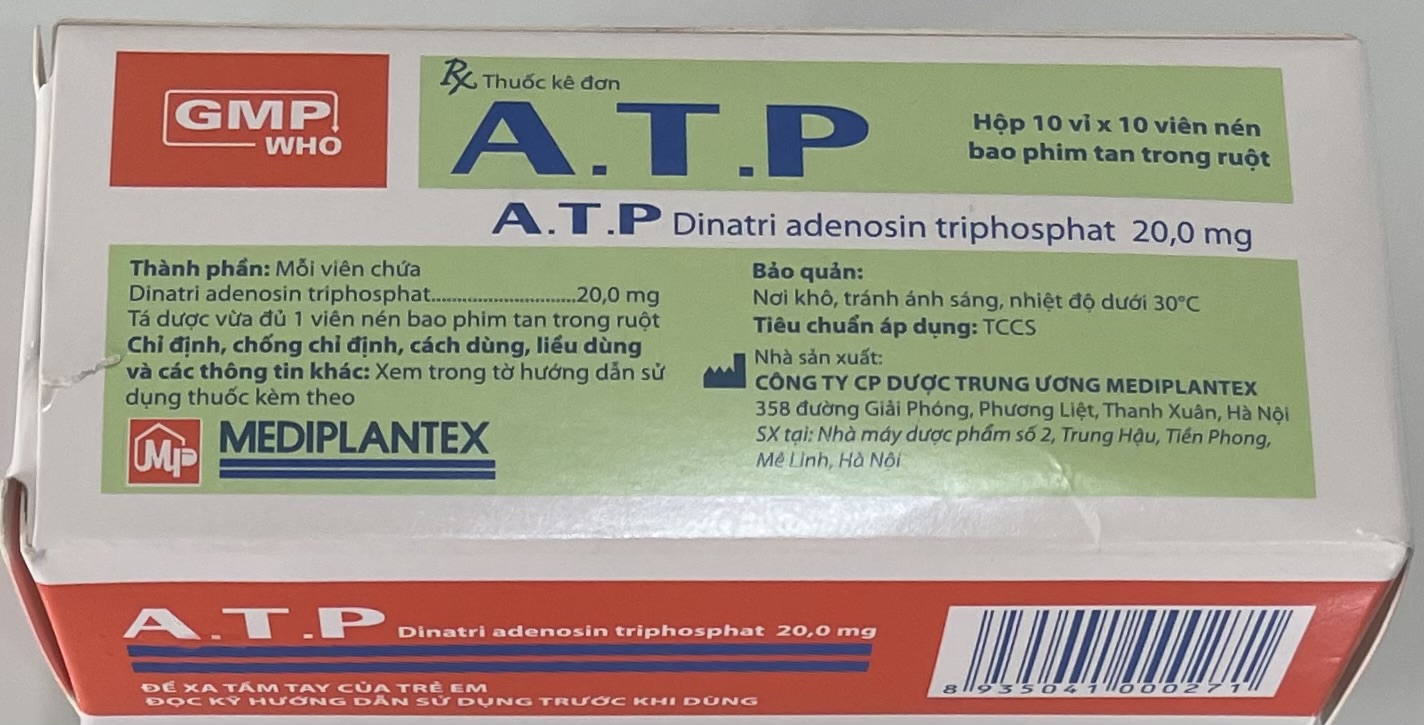 GMP
WHO
Rx Thuốc kê đơn
A.T.P
Hộp 10 vỉ x 10 viên nén
bao phim tan trong ruột
A.T.P Dinatri adenosin triphosphat 20,0 mg
Thành phần: Mỗi viên chứa
Dinatri adenosin triphosphat..............................20,0 mg
Tá dược vừa đủ 1 viên nén bao phim tan trong ruột
Chỉ định, chống chỉ định, cách dùng, liều dùng
và các thông tin khác: Xem trong tờ hướng dẫn sử
dụng thuốc kèm theo
MP MEDIPLANTEX
Bảo quản:
Nơi khô, tránh ánh sáng, nhiệt độ dưới 30°C
Tiêu chuẩn áp dụng: TCCS
Nhà sản xuất:
CÔNG TY CP DƯỢC TRUNG ƯƠNG MEDIPLANTEX
358 đường Giải Phóng, Phương Liệt, Thanh Xuân, Hà Nội
SX tại: Nhà máy dược phẩm số 2, Trung Hậu, Tiền Phong,
Mê Linh, Hà Nội
A.T.P Dinatri adenosin triphosphat 20,0 mg
ĐỂ XA TẦM TAY CỦA TRẺ EM
ĐỌC KỸ HƯỚNG DẪN SỬ DỤNG TRƯỚC KHI DÙNG
8 935041 000271